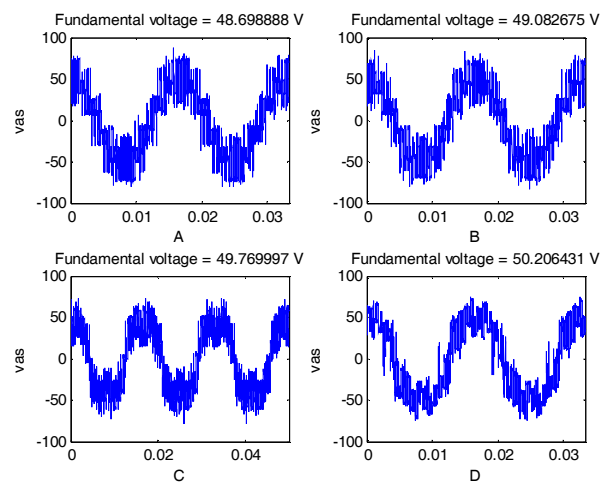 Fundamental voltage = 48.698888 V
Fundamental voltage = 49.082675 V
100
50
0
-50
-100
vas
0 0.01 0.02 0.03
A
100
50
0
-50
-100
vas
0 0.01 0.02 0.03
B
Fundamental voltage = 49.769997 V
Fundamental voltage = 50.206431 V
100
50
0
-50
-100
vas
0 0.02 0.04
C
100
50
0
-50
-100
vas
0 0.01 0.02 0.03
D